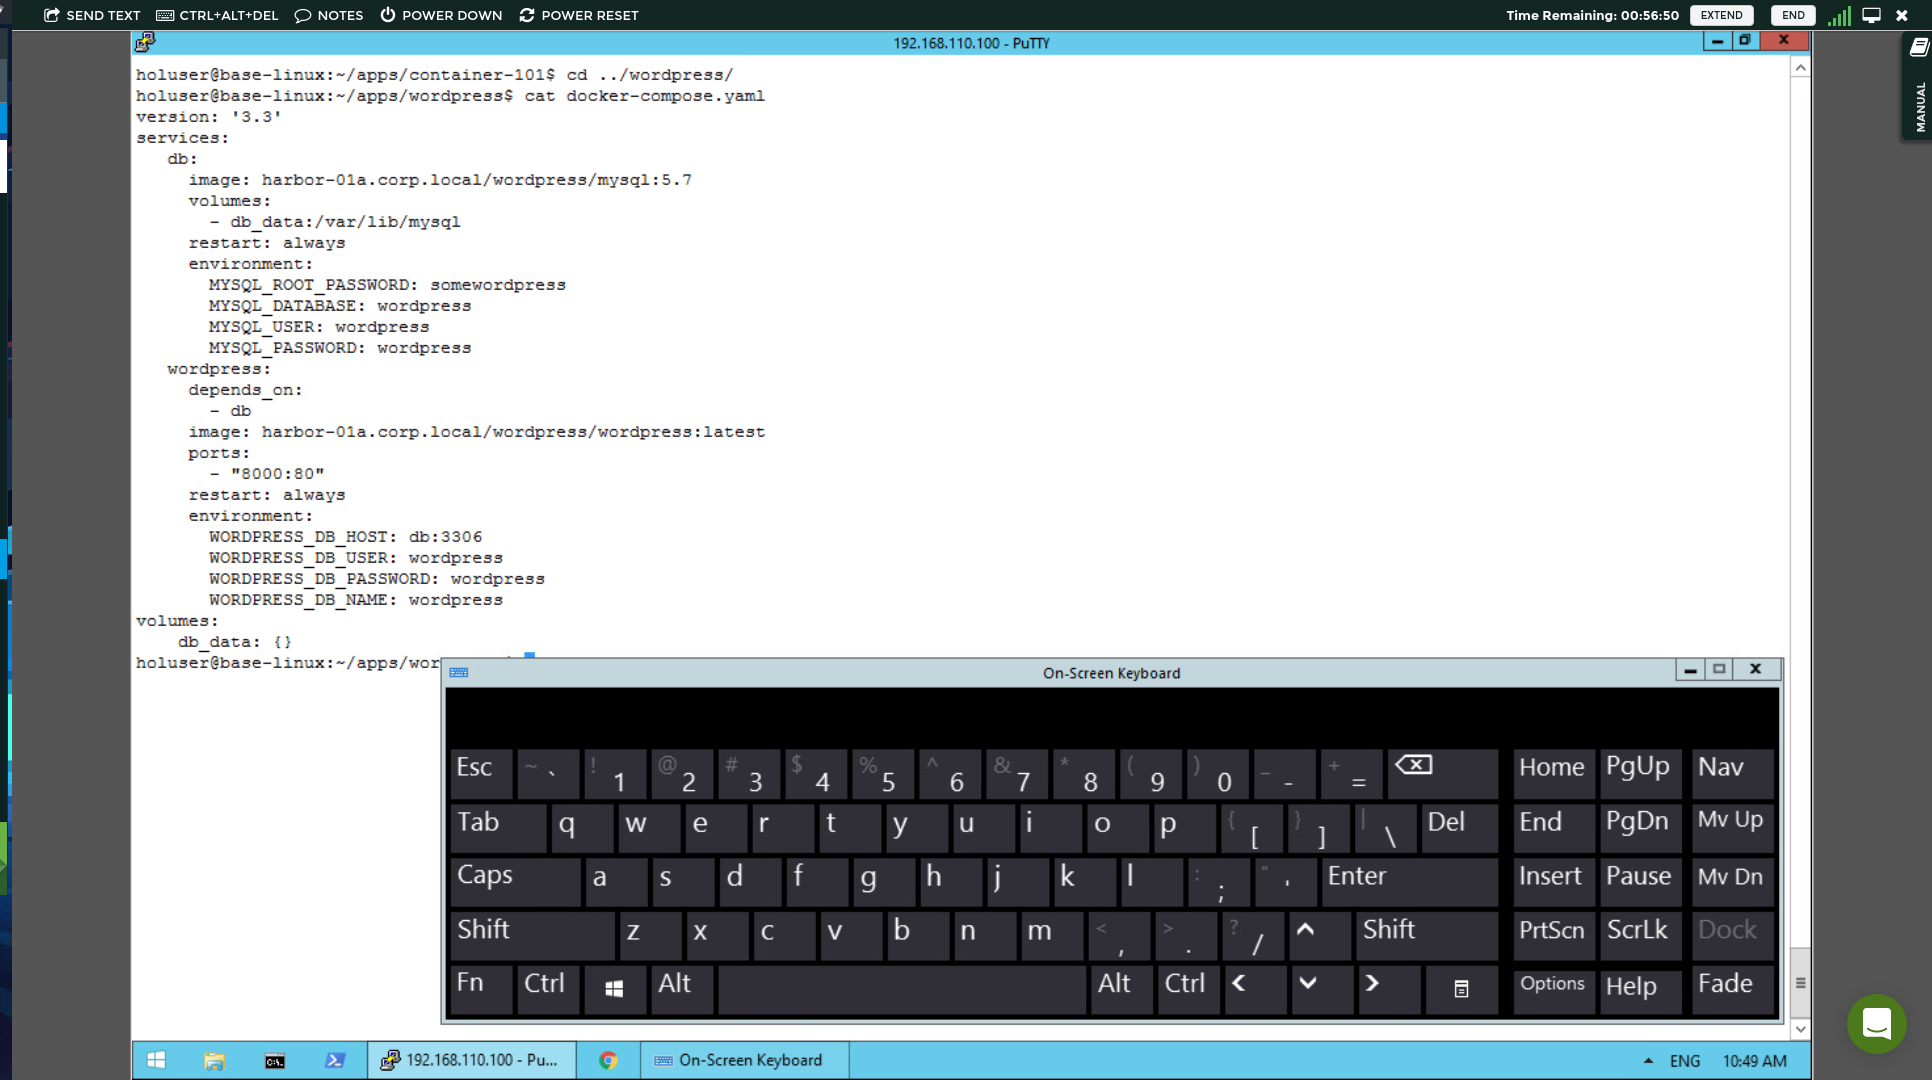 SEND TEXT CTRL+ALT+DEL NOTES POWER DOWN POWER RESET Time Remaining: 00:56:50 EXTEND END
192.168.110.100 - PuTTY
MANUAL
holuser@base-linux:~/apps/container-101$ cd ../wordpress/
holuser@base-linux:~/apps/wordpress$ cat docker-compose.yaml
version: '3.3'
services:
db:
image: harbor-01a.corp.local/wordpress/mysql:5.7
volumes:
- db_data:/var/lib/mysql
restart: always
environment:
MYSQL_ROOT_PASSWORD: somewordpress
MYSQL_DATABASE: wordpress
MYSQL_USER: wordpress
MYSQL_PASSWORD: wordpress
wordpress:
depends_on:
- db
image: harbor-01a.corp.local/wordpress/wordpress:latest
ports:
- "8000:80"
restart: always
environment:
WORDPRESS_DB_HOST: db:3306
WORDPRESS_DB_USER: wordpress
WORDPRESS_DB_PASSWORD: wordpress
WORDPRESS_DB_NAME: wordpress
volumes:
db_data: {}
holuser@base-linux:~/apps/wor
On-Screen Keyboard
Esc ~ ` ! 1 @ 2 # 3 $ 4 % 5 ^ 6 & 7 * 8 ( 9 ) 0 _ - + = Home PgUp Nav
Tab q w e r t y u i o p { [ } ] | \ Del End PgDn Mv Up
Caps a s d f g h j k l : ; " ' Enter Insert Pause Mv Dn
Shift z x c v b n m < , > . ? / Shift PrtScn ScrLk Dock
Fn Ctrl Alt Alt Ctrl Options Help Fade
192.168.110.100 - Pu... On-Screen Keyboard ENG 10:49 AM